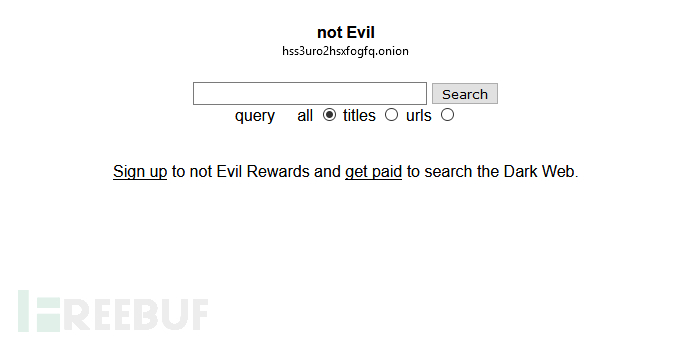 not Evil
hss3uro2hsxfogfq.onion
Search
query all titles urls
Sign up to not Evil Rewards and get paid to search the Dark Web.
FREEBUF